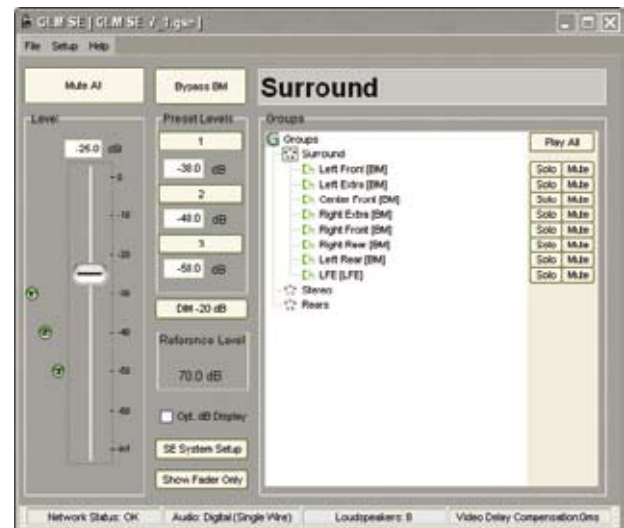 GLM SE [ GLM SE 7_1.gse ]
File Setup Help
Mute All
Bypass BM
Surround
Level
-25.0 dB
-0
-10
-20
-30
-40
-50
-60
-inf
1
2
3
Preset Levels
1
-30.0 dB
2
-40.0 dB
3
-50.0 dB
DIM -20 dB
Reference Level
70.0 dB
Opt. dB Display
SE System Setup
Show Fader Only
Groups
Groups
Play All
Surround
Left Front [BM] Solo Mute
Left Extra [BM] Solo Mute
Center Front [BM] Solo Mute
Right Extra [BM] Solo Mute
Right Front [BM] Solo Mute
Right Rear [BM] Solo Mute
Left Rear [BM] Solo Mute
LFE [LFE] Solo Mute
Stereo
Rears
Network Status: OK
Audio: Digital (Single Wire)
Loudspeakers: 8
Video Delay Compensation:0ms